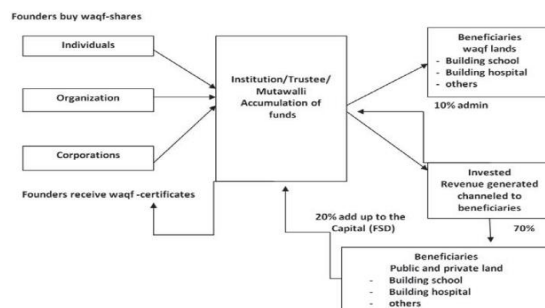 Founders buy waqf-shares
Individuals
Organization
Corporations
Founders receive waqf -certificates
Institution/Trustee/
Mutawalli
Accumulation of
funds
Beneficiaries
waqf lands
- Building school
- Building hospital
- others
10% admin
Invested
Revenue generated
channeled to
beneficiaries
70%
20% add up to the
Capital (FSD)
Beneficiaries
Public and private land
- Building school
- Building hospital
- others